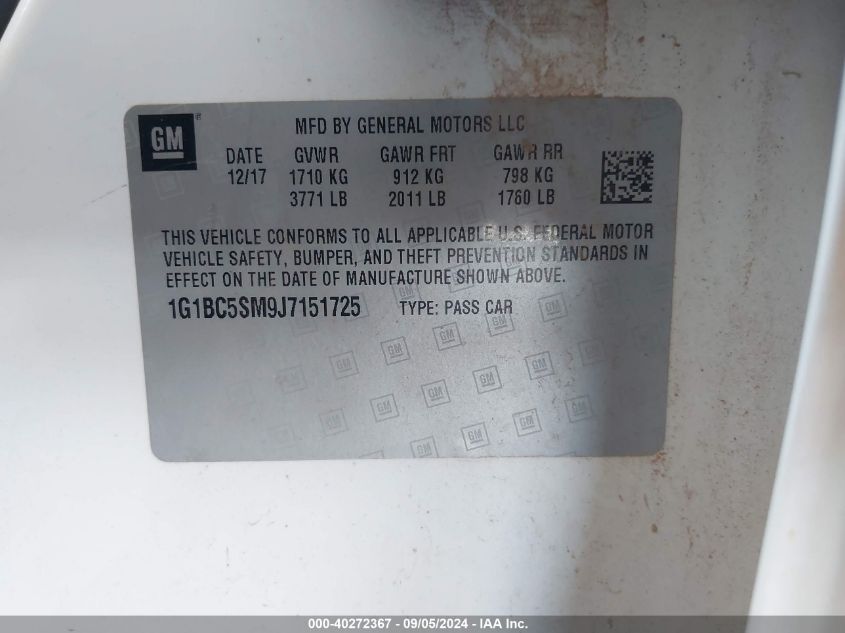 GM ®
MFD BY GENERAL MOTORS LLC
DATE GVWR GAWR FRT GAWR RR
12/17 1710 KG 912 KG 798 KG
3771 LB 2011 LB 1760 LB
THIS VEHICLE CONFORMS TO ALL APPLICABLE U.S. FEDERAL MOTOR
VEHICLE SAFETY, BUMPER, AND THEFT PREVENTION STANDARDS IN
EFFECT ON THE DATE OF MANUFACTURE SHOWN ABOVE.
1G1BC5SM9J7151725 TYPE: PASS CAR
000-40272367 - 09/05/2024 - IAA Inc.